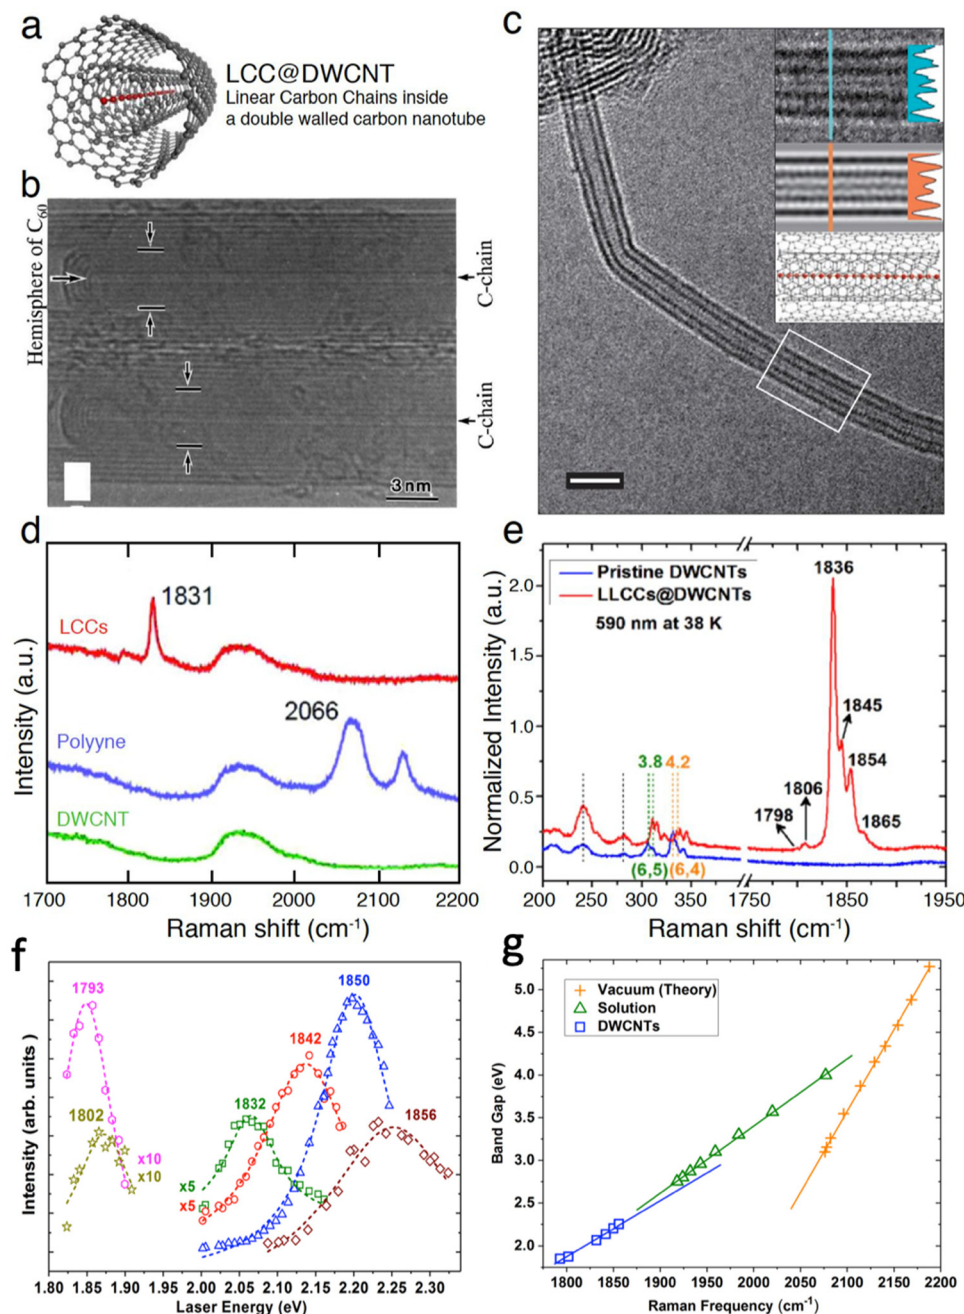 a
LCC@DWCNT
Linear Carbon Chains inside
a double walled carbon nanotube
b
Hemisphere of C60
C-chain
C-chain
3 nm
c
d
LCCs
1831
Polyyne
2066
DWCNT
Intensity (a.u.)
1700 1800 1900 2000 2100 2200
Raman shift (cm-1)
e
Pristine DWCNTs
LLCCs@DWCNTs
590 nm at 38 K
1836
1845
1854
1865
1806
1798
3.8 4.2
(6,5) (6,4)
Normalized Intensity (a.u.)
2.0
1.5
1.0
0.5
0.0
200 250 300 350 400 1750 1800 1850 1900 1950
Raman shift (cm-1)
f
1793
1802
x10
x10
1832
x5
x5
1842
1850
1856
Intensity (arb. units)
1.80 1.85 1.90 1.95 2.00 2.05 2.10 2.15 2.20 2.25 2.30
Laser Energy (eV)
g
Vacuum (Theory)
Solution
DWCNTs
Band Gap (eV)
5.0
4.5
4.0
3.5
3.0
2.5
2.0
1800 1850 1900 1950 2000 2050 2100 2150 2200
Raman Frequency (cm-1)